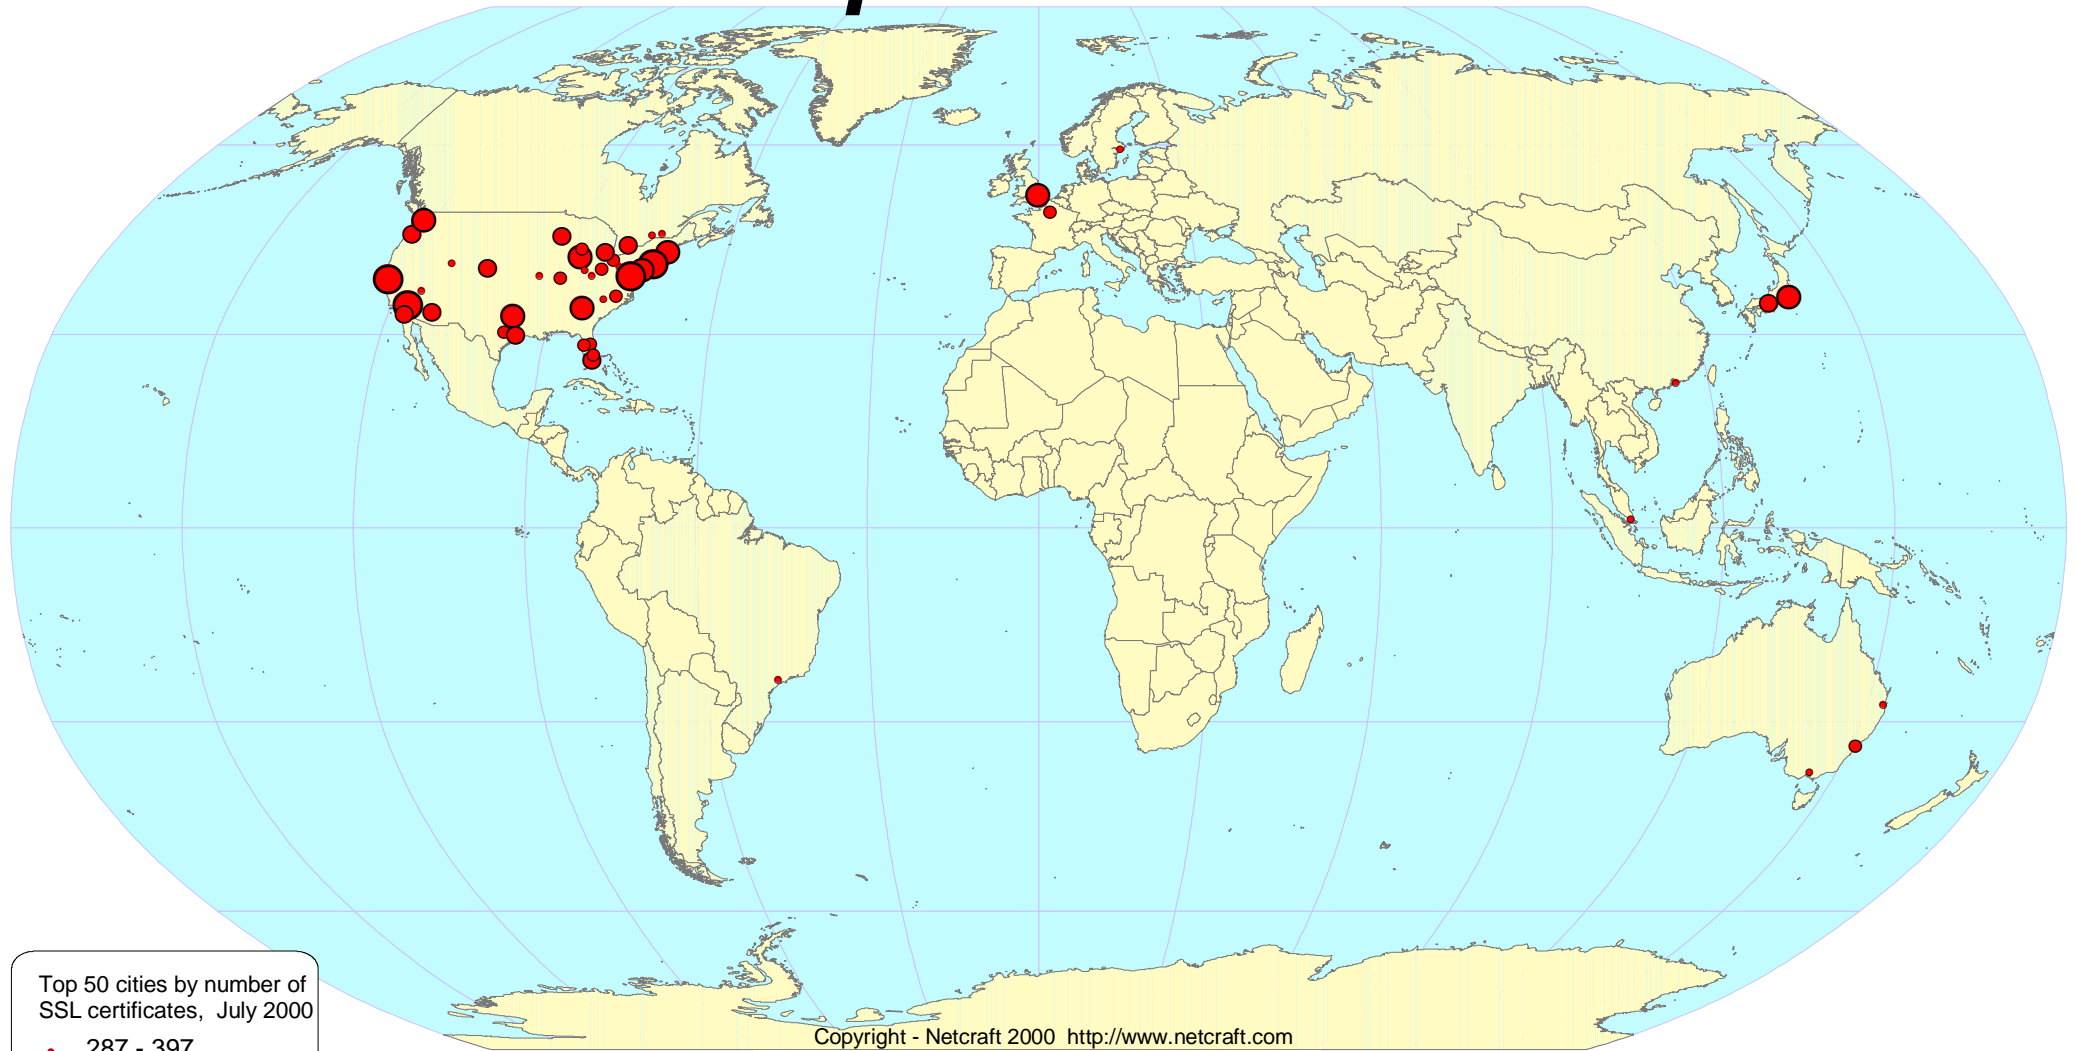 Top 50 cities by number of
SSL certificates, July 2000
287 - 397
Copyright - Netcraft 2000 http://www.netcraft.com